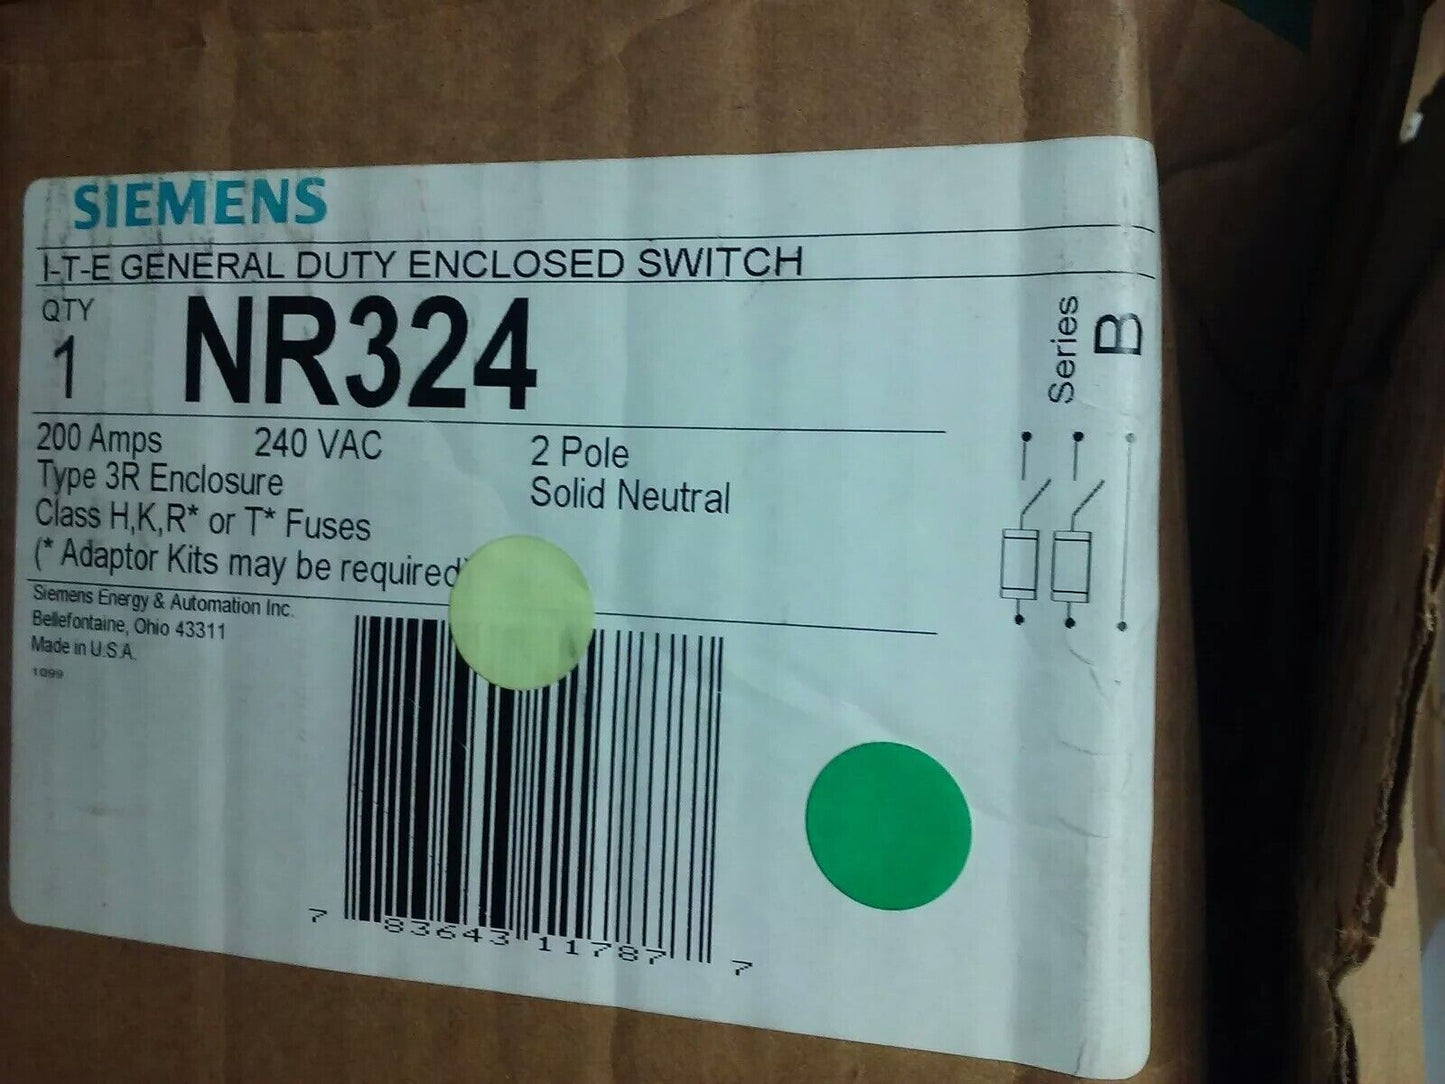 SIEMENS
I-T-E GENERAL DUTY ENCLOSED SWITCH
QTY
1
NR324
Series
B
200 Amps 240 VAC 2 Pole
Type 3R Enclosure Solid Neutral
Class H,K,R* or T* Fuses
(* Adaptor Kits may be required)
Siemens Energy & Automation Inc.
Bellefontaine, Ohio 43311
Made in U.S.A.
1099
7 83643 11787 7